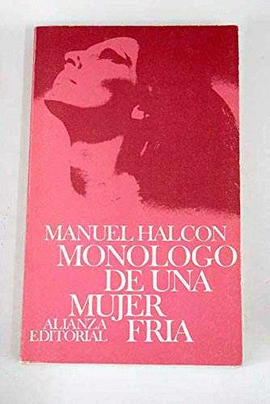 MANUEL HALCON
MONOLOGO
DE UNA
MUJER
ALIANZA
EDITORIAL
FRIA